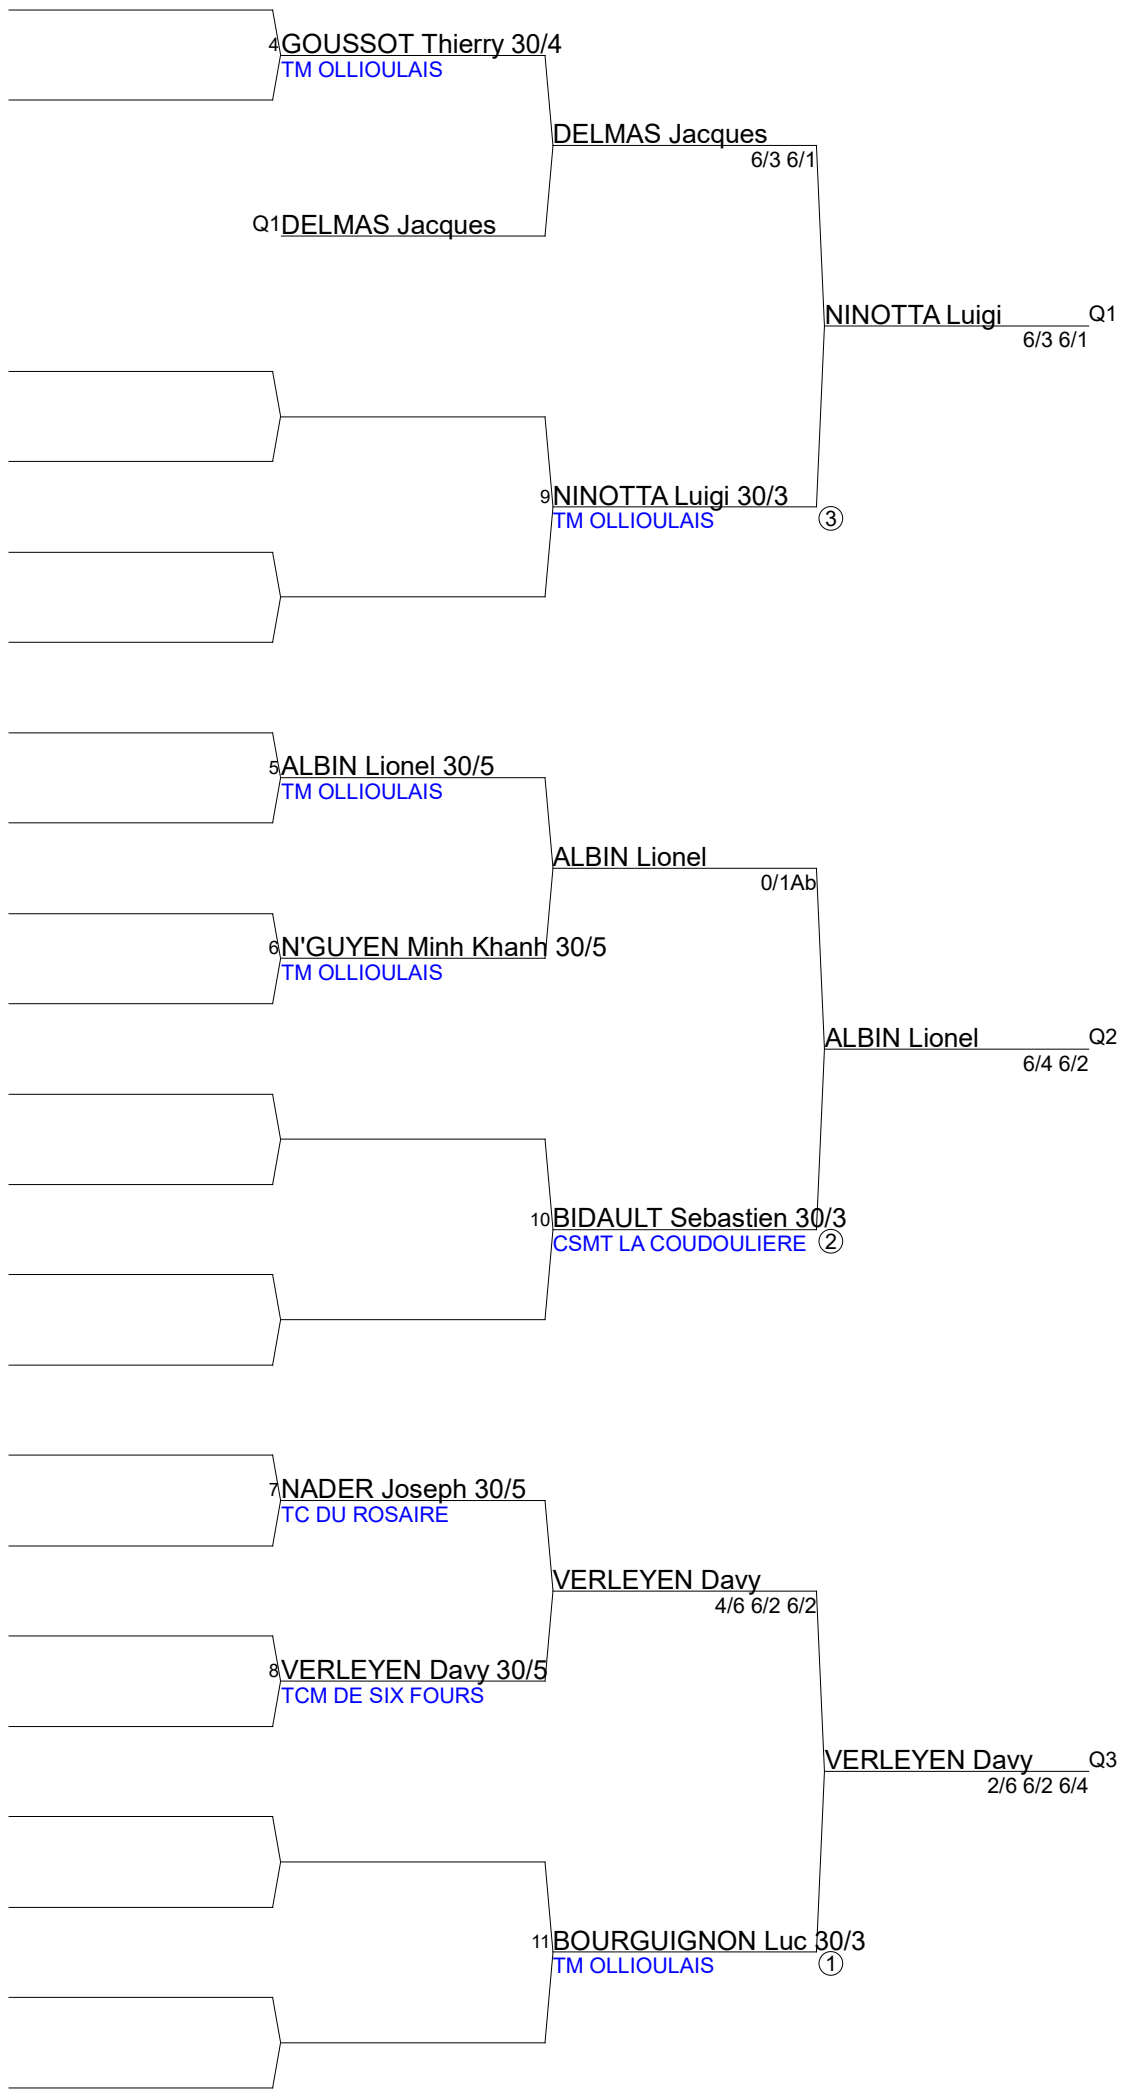 4 GOUSSOT Thierry 30/4
TM OLLIOULAIS
DELMAS Jacques
6/3 6/1
Q1 DELMAS Jacques
NINOTTA Luigi Q1
6/3 6/1
9 NINOTTA Luigi 30/3
TM OLLIOULAIS ③
5 ALBIN Lionel 30/5
TM OLLIOULAIS
ALBIN Lionel
0/1Ab
6 N'GUYEN Minh Khanh 30/5
TM OLLIOULAIS
ALBIN Lionel Q2
6/4 6/2
10 BIDAULT Sebastien 30/3
CSMT LA COUDOULIERE ②
7 NADER Joseph 30/5
TC DU ROSAIRE
VERLEYEN Davy
4/6 6/2 6/2
8 VERLEYEN Davy 30/5
TCM DE SIX FOURS
VERLEYEN Davy Q3
2/6 6/2 6/4
11 BOURGUIGNON Luc 30/3
TM OLLIOULAIS ①